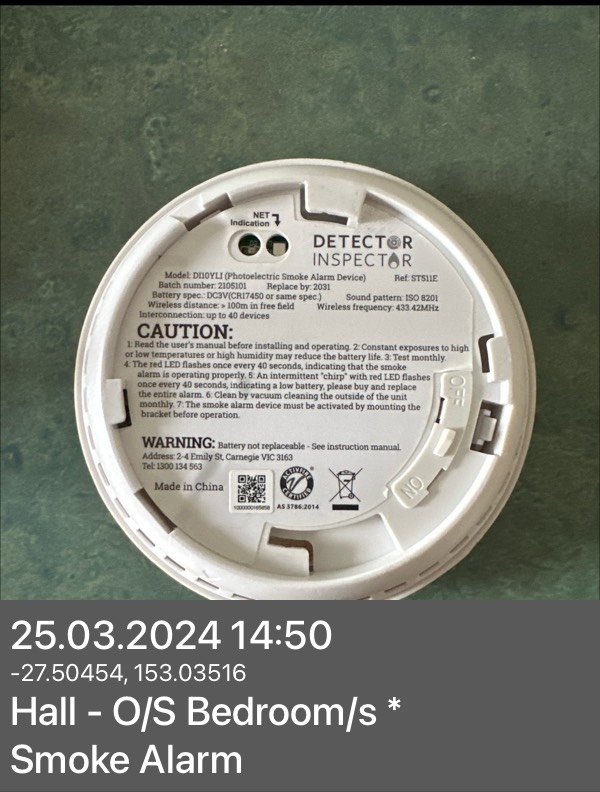 NET
Indication
DETECTOR
INSPECTOR
Model: DI10YLI (Photoelectric Smoke Alarm Device) Ref: ST511E
Batch number: 2105101 Replace by: 2031
Battery spec.: DC3V(CR17450 or same spec.) Sound pattern: ISO 8201
Wireless distance: > 100m in free field Wireless frequency: 433.42MHz
Interconnection: up to 40 devices
CAUTION:
1: Read the user's manual before installing and operating. 2: Constant exposures to high
or low temperatures or high humidity may reduce the battery life. 3: Test monthly.
4: The red LED flashes once every 40 seconds, indicating that the smoke
alarm is operating properly. 5: An intermittent "chirp" with red LED flashes
once every 40 seconds, indicating a low battery, please buy and replace
the entire alarm. 6: Clean by vacuum cleaning the outside of the unit
monthly. 7: The smoke alarm device must be activated by mounting the
bracket before operation.
OFF
ON
WARNING: Battery not replaceable - See instruction manual.
Address: 2-4 Emily St, Carnegie VIC 3163
Tel: 1300 134 563
Made in China
ACTIVFIRE
CERTIFIED
AS 3786:2014
25.03.2024 14:50
-27.50454, 153.03516
Hall - O/S Bedroom/s *
Smoke Alarm